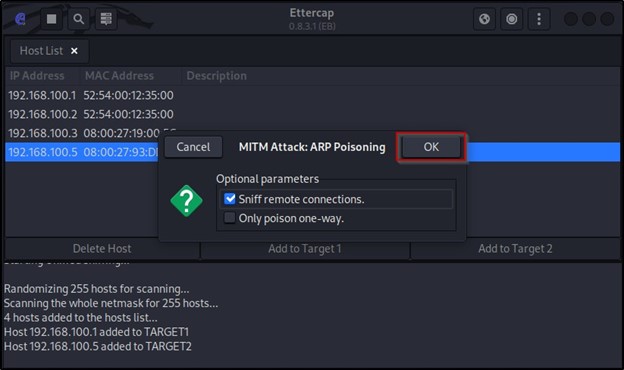 Ettercap
0.8.3.1 (EB)
Host List ×
IP Address MAC Address Description
192.168.100.1 52:54:00:12:35:00
192.168.100.2 52:54:00:12:35:00
192.168.100.3 08:00:27:19:00:
192.168.100.5 08:00:27:93:D
Cancel MITM Attack: ARP Poisoning OK
Optional parameters
Sniff remote connections.
Only poison one-way.
Delete Host Add to Target 1 Add to Target 2
Starting Unified sniffing...
Randomizing 255 hosts for scanning...
Scanning the whole netmask for 255 hosts...
4 hosts added to the hosts list...
Host 192.168.100.1 added to TARGET1
Host 192.168.100.5 added to TARGET2